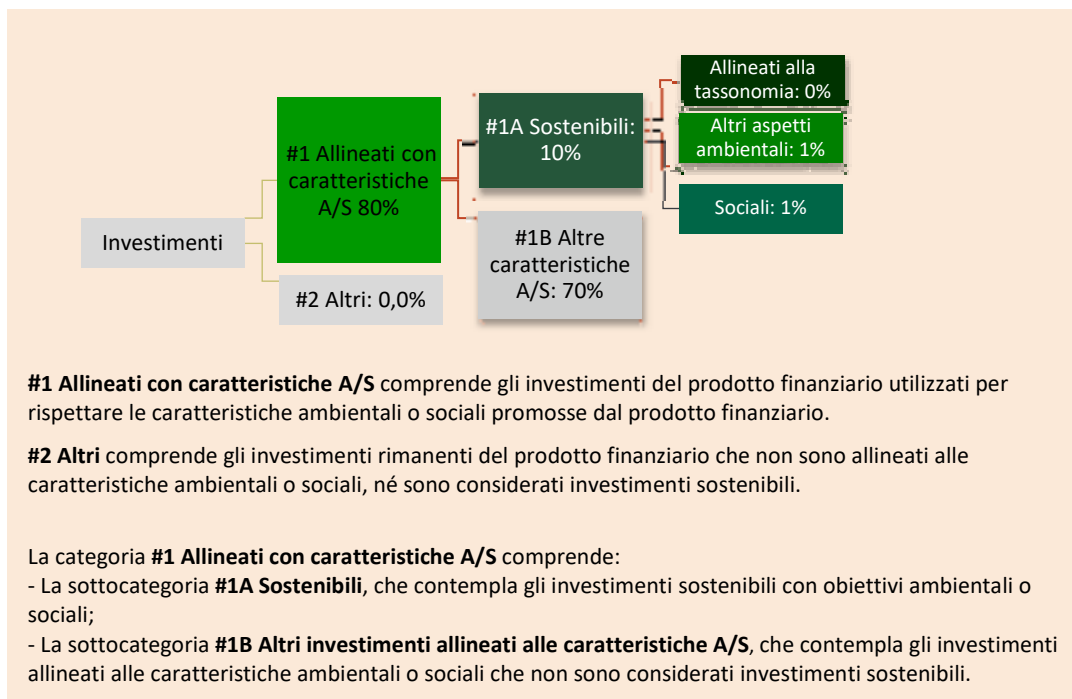 Allineati alla
tassonomia: 0%
#1A Sostenibili:
10%
Altri aspetti
ambientali: 1%
#1 Allineati con
caratteristiche
A/S 80%
Sociali: 1%
Investimenti
#1B Altre
caratteristiche
A/S: 70%
#2 Altri: 0,0%
#1 Allineati con caratteristiche A/S comprende gli investimenti del prodotto finanziario utilizzati per
rispettare le caratteristiche ambientali o sociali promosse dal prodotto finanziario.
#2 Altri comprende gli investimenti rimanenti del prodotto finanziario che non sono allineati alle
caratteristiche ambientali o sociali, né sono considerati investimenti sostenibili.
La categoria #1 Allineati con caratteristiche A/S comprende:
- La sottocategoria #1A Sostenibili, che contempla gli investimenti sostenibili con obiettivi ambientali o
sociali;
- La sottocategoria #1B Altri investimenti allineati alle caratteristiche A/S, che contempla gli investimenti
allineati alle caratteristiche ambientali o sociali che non sono considerati investimenti sostenibili.